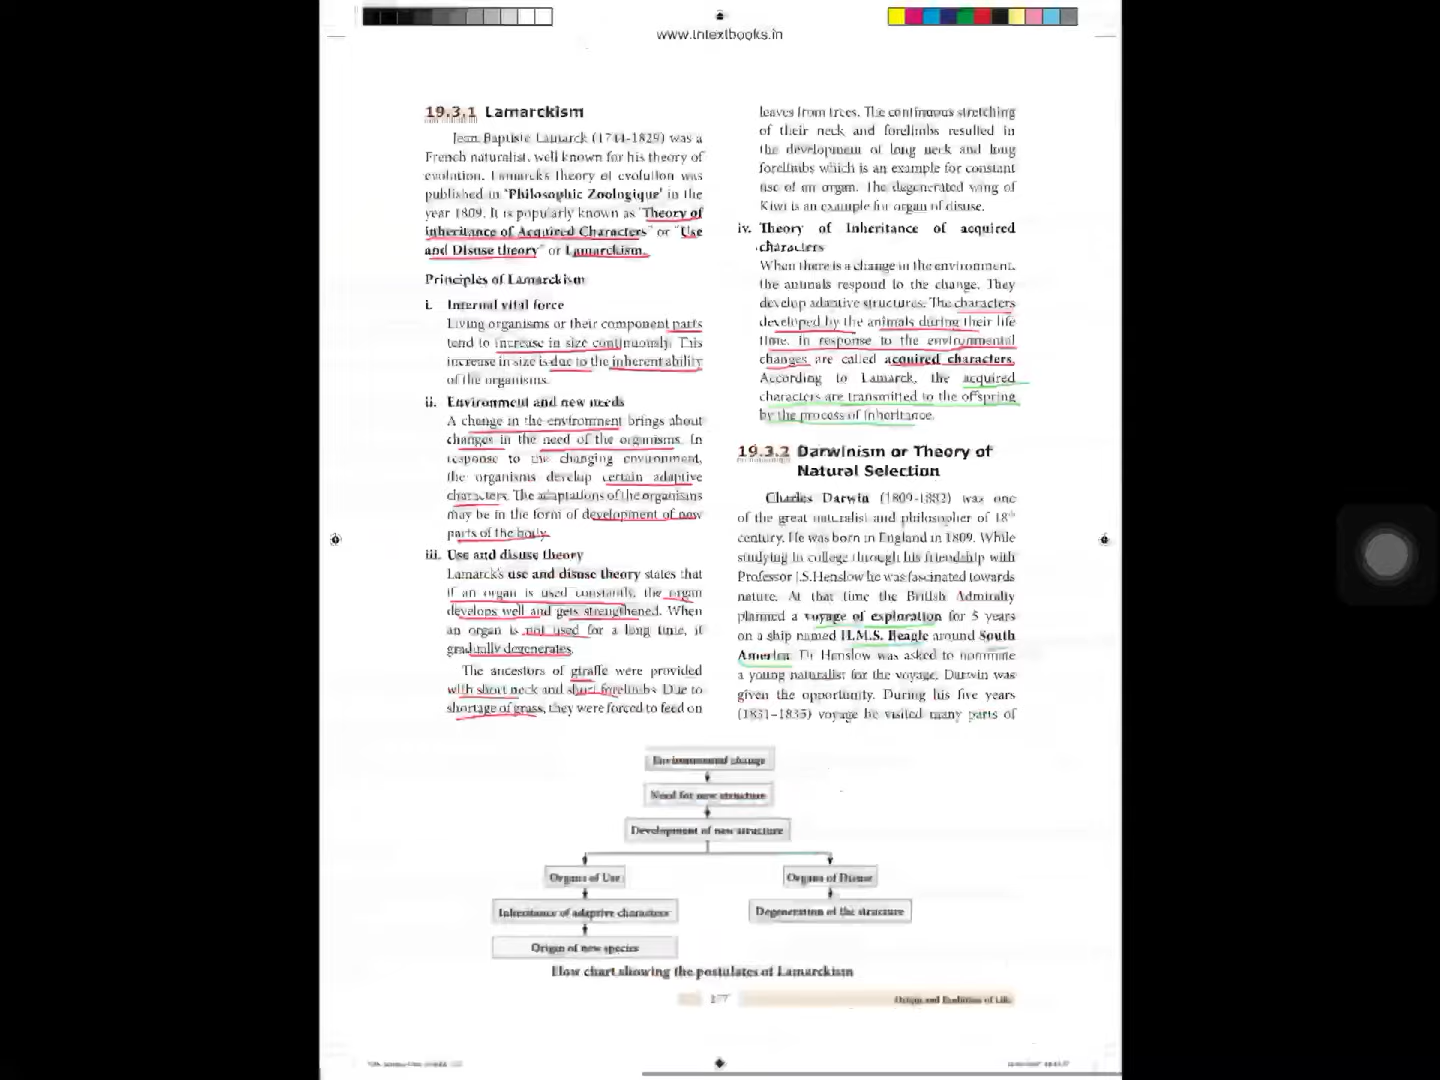 www.tntextbooks.in
19.3.1 Lamarckism
Jean Baptiste Lamarck (1744-1829) was a
French naturalist, well known for his theory of
evolution. Lamarck's theory of evolution was
published in 'Philosophic Zoologique' in the
year 1809. It is popularly known as "Theory of
inheritance of Acquired Characters" or "Use
and Disuse theory" or Lamarckism.
Principles of Lamarckism
i. Internal vital force
Living organisms or their component parts
tend to increase in size continuously. This
increase in size is due to the inherent ability
of the organisms.
ii. Environment and new needs
A change in the environment brings about
changes in the need of the organisms. In
response to the changing environment,
the organisms develop certain adaptive
characters. The adaptations of the organisms
may be in the form of development of new
parts of the body.
iii. Use and disuse theory
Lamarck's use and disuse theory states that
if an organ is used constantly, the organ
develops well and gets strengthened. When
an organ is not used for a long time, it
gradually degenerates.
The ancestors of giraffe were provided
with short neck and short forelimbs. Due to
shortage of grass, they were forced to feed on
leaves from trees. The continuous stretching
of their neck and forelimbs resulted in
the development of long neck and long
forelimbs which is an example for constant
use of an organ. The degenerated wing of
Kiwi is an example for organ of disuse.
iv. Theory of Inheritance of acquired
characters
When there is a change in the environment,
the animals respond to the change. They
develop adaptive structures. The characters
developed by the animals during their life
time, in response to the environmental
changes are called acquired characters.
According to Lamarck, the acquired
characters are transmitted to the offspring
by the process of inheritance.
19.3.2 Darwinism or Theory of
Natural Selection
Charles Darwin (1809-1882) was one
of the great naturalist and philosopher of 18th
century. He was born in England in 1809. While
studying in college through his friendship with
Professor J.S.Henslow he was fascinated towards
nature. At that time the British Admiralty
planned a voyage of exploration for 5 years
on a ship named H.M.S. Beagle around South
America. Dr Henslow was asked to nominate
a young naturalist for the voyage. Darwin was
given the opportunity. During his five years
(1831–1835) voyage he visited many parts of
Environmental change
Need for new structure
Development of new structure
Organs of Use
Organs of Disuse
Inheritance of adaptive characters
Degeneration of the structure
Origin of new species
Flow chart showing the postulates of Lamarckism
Origin and Evolution of Life